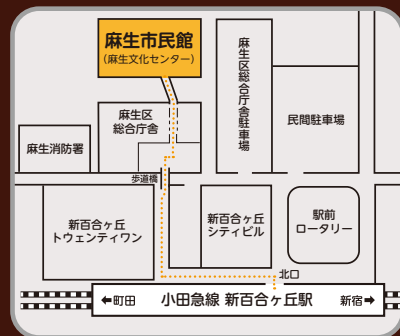 麻生市民館
(麻生文化センター)
麻生区総合庁舎駐車場
麻生区
総合庁舎
民間駐車場
麻生消防署
歩道橋
新百合ヶ丘
トウェンティワン
新百合ヶ丘
シティビル
駅前
ロータリー
北口
←町田 小田急線 新百合ヶ丘駅 新宿→